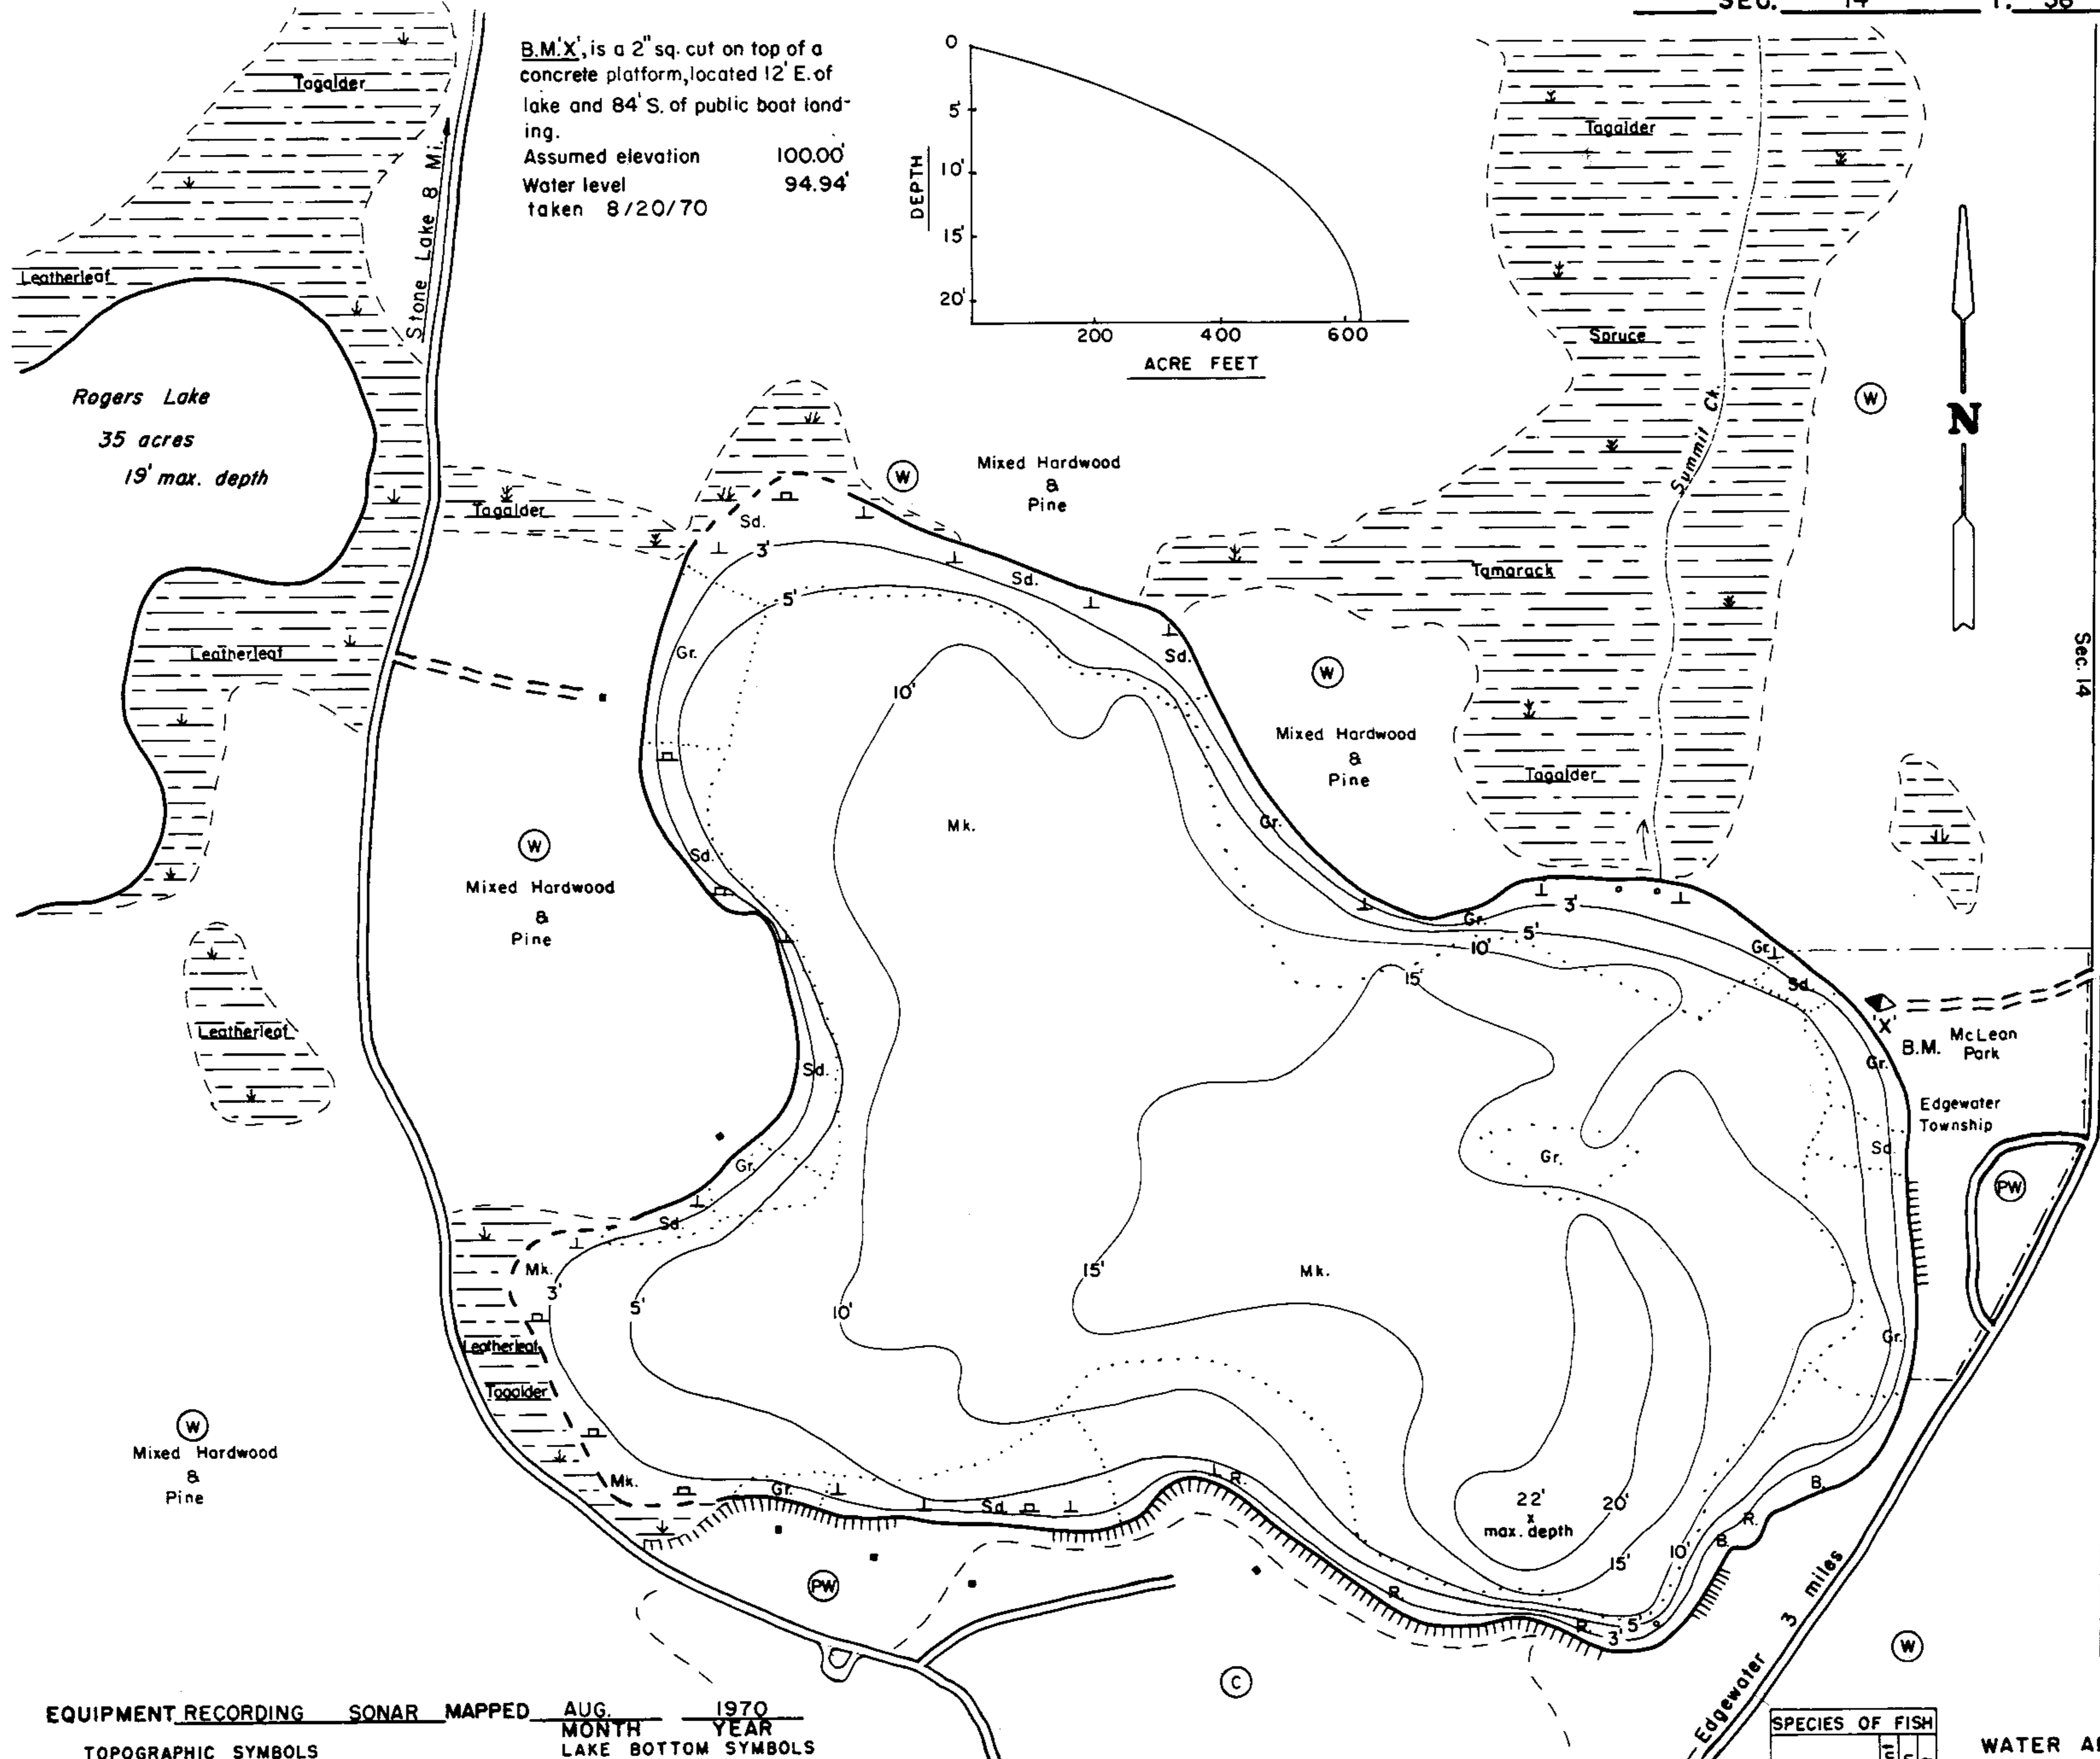 SEC. 14 T. 38
B.M.'X', is a 2" sq. cut on top of a
concrete platform, located 12' E. of
lake and 84' S. of public boat land-
ing.
Assumed elevation 100.00'
Water level 94.94'
taken 8/20/70
0
5'
10'
15'
20'
DEPTH
200 400 600
ACRE FEET
Tagalder
Leatherleaf
Stone Lake 8 Mi.
Rogers Lake
35 acres
19' max. depth
Tagalder
Leatherleaf
W
Mixed Hardwood
&
Pine
Tagalder
Spruce
Summit Ck.
Tamarack
Tagalder
W
N
Sec. 14
W
Mixed Hardwood
&
Pine
W
Mixed Hardwood
&
Pine
Leatherleaf
Sd.
3'
Sd.
5'
Sd.
Gr.
10'
Mk.
Gr.
Sd.
Gr.
3'
5'
10'
Gr.
15'
Sd.
'X'
B.M. McLean
Park
Gr.
Edgewater
Township
Sd.
Sd.
Gr.
Gr.
PW
Sd.
Mk.
3'
5'
10'
15'
Mk.
Gr.
Leatherleaf
Tagalder
W
Mixed Hardwood
&
Pine
Mk.
Gr.
Sd.
R.
22'
x
max. depth
20'
15'
10'
B.
R.
B.
R.
R.
3'
5'
PW
C
W
Edgewater 3 miles
EQUIPMENT RECORDING SONAR MAPPED AUG. 1970
MONTH YEAR
TOPOGRAPHIC SYMBOLS
LAKE BOTTOM SYMBOLS
SPECIES OF FISH